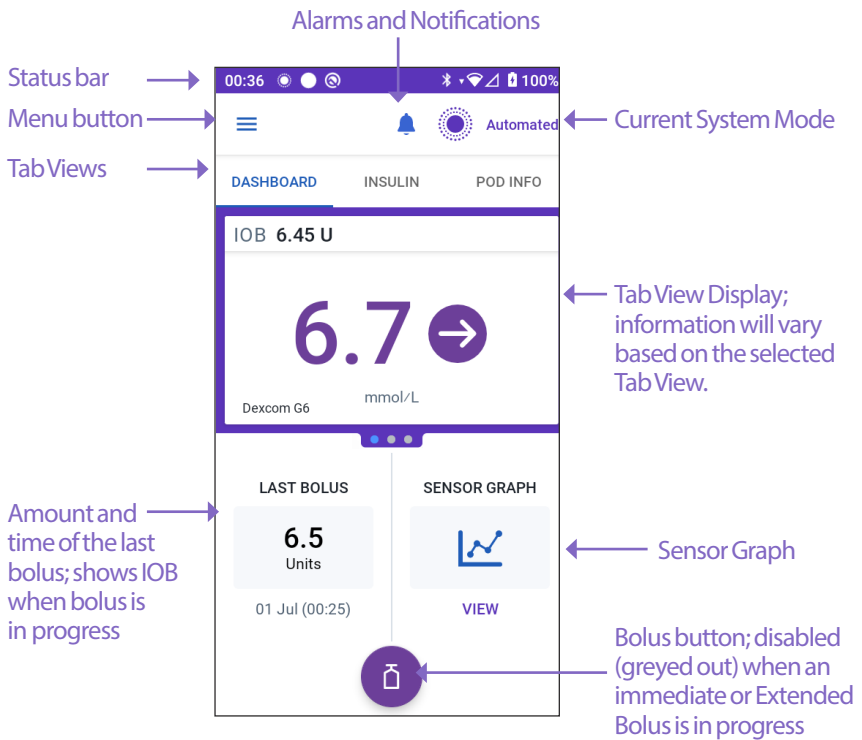 Alarms and Notifications
Status bar
00:36
100%
Menu button
Automated
Current System Mode
Tab Views
DASHBOARD
INSULIN
POD INFO
IOB 6.45 U
6.7
mmol/L
Dexcom G6
Tab View Display;
information will vary
based on the selected
Tab View.
LAST BOLUS
SENSOR GRAPH
Amount and
time of the last
bolus; shows IOB
when bolus is
in progress
6.5
Units
01 Jul (00:25)
VIEW
Sensor Graph
Bolus button; disabled
(greyed out) when an
immediate or Extended
Bolus is in progress